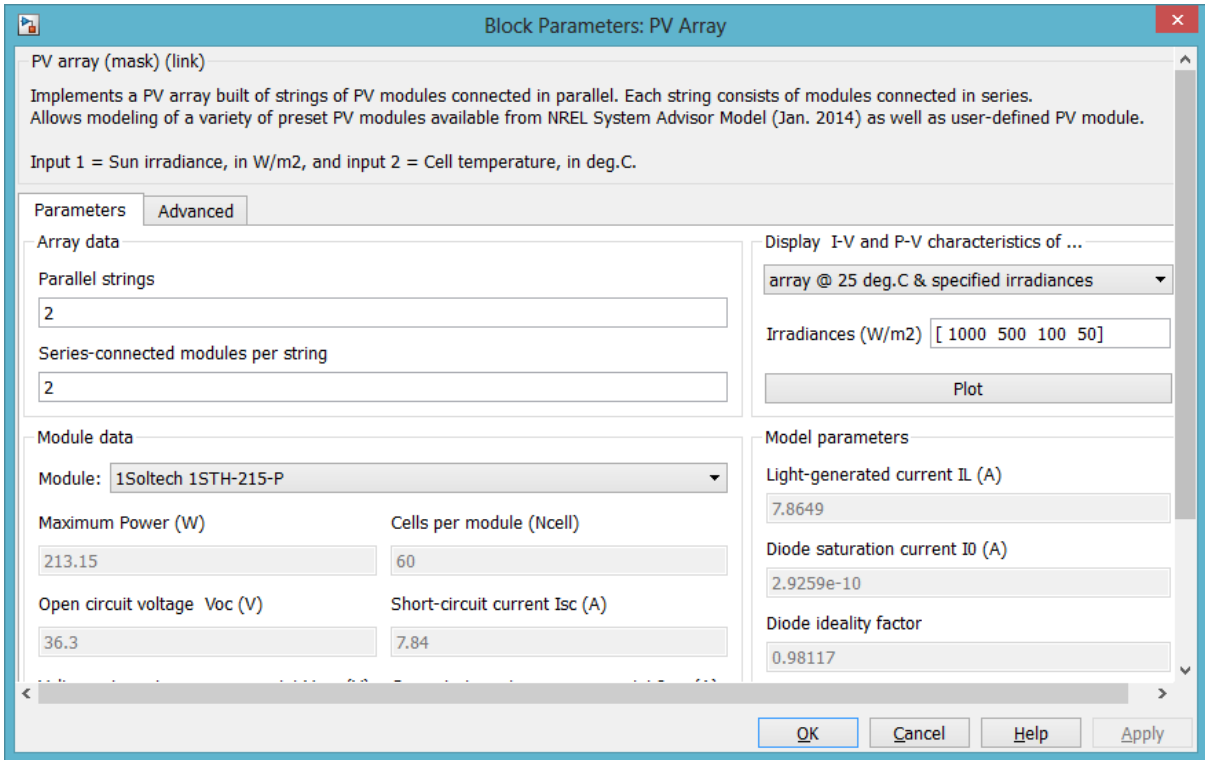 Block Parameters: PV Array
PV array (mask) (link)
Implements a PV array built of strings of PV modules connected in parallel. Each string consists of modules connected in series.
Allows modeling of a variety of preset PV modules available from NREL System Advisor Model (Jan. 2014) as well as user-defined PV module.
Input 1 = Sun irradiance, in W/m2, and input 2 = Cell temperature, in deg.C.
Parameters
Advanced
Array data
Parallel strings
2
Series-connected modules per string
2
Display I-V and P-V characteristics of ...
array @ 25 deg.C & specified irradiances
Irradiances (W/m2) [ 1000 500 100 50]
Plot
Module data
Module: 1Soltech 1STH-215-P
Maximum Power (W)
Cells per module (Ncell)
213.15
60
Open circuit voltage Voc (V)
Short-circuit current Isc (A)
36.3
7.84
Model parameters
Light-generated current IL (A)
7.8649
Diode saturation current I0 (A)
2.9259e-10
Diode ideality factor
0.98117
OK
Cancel
Help
Apply